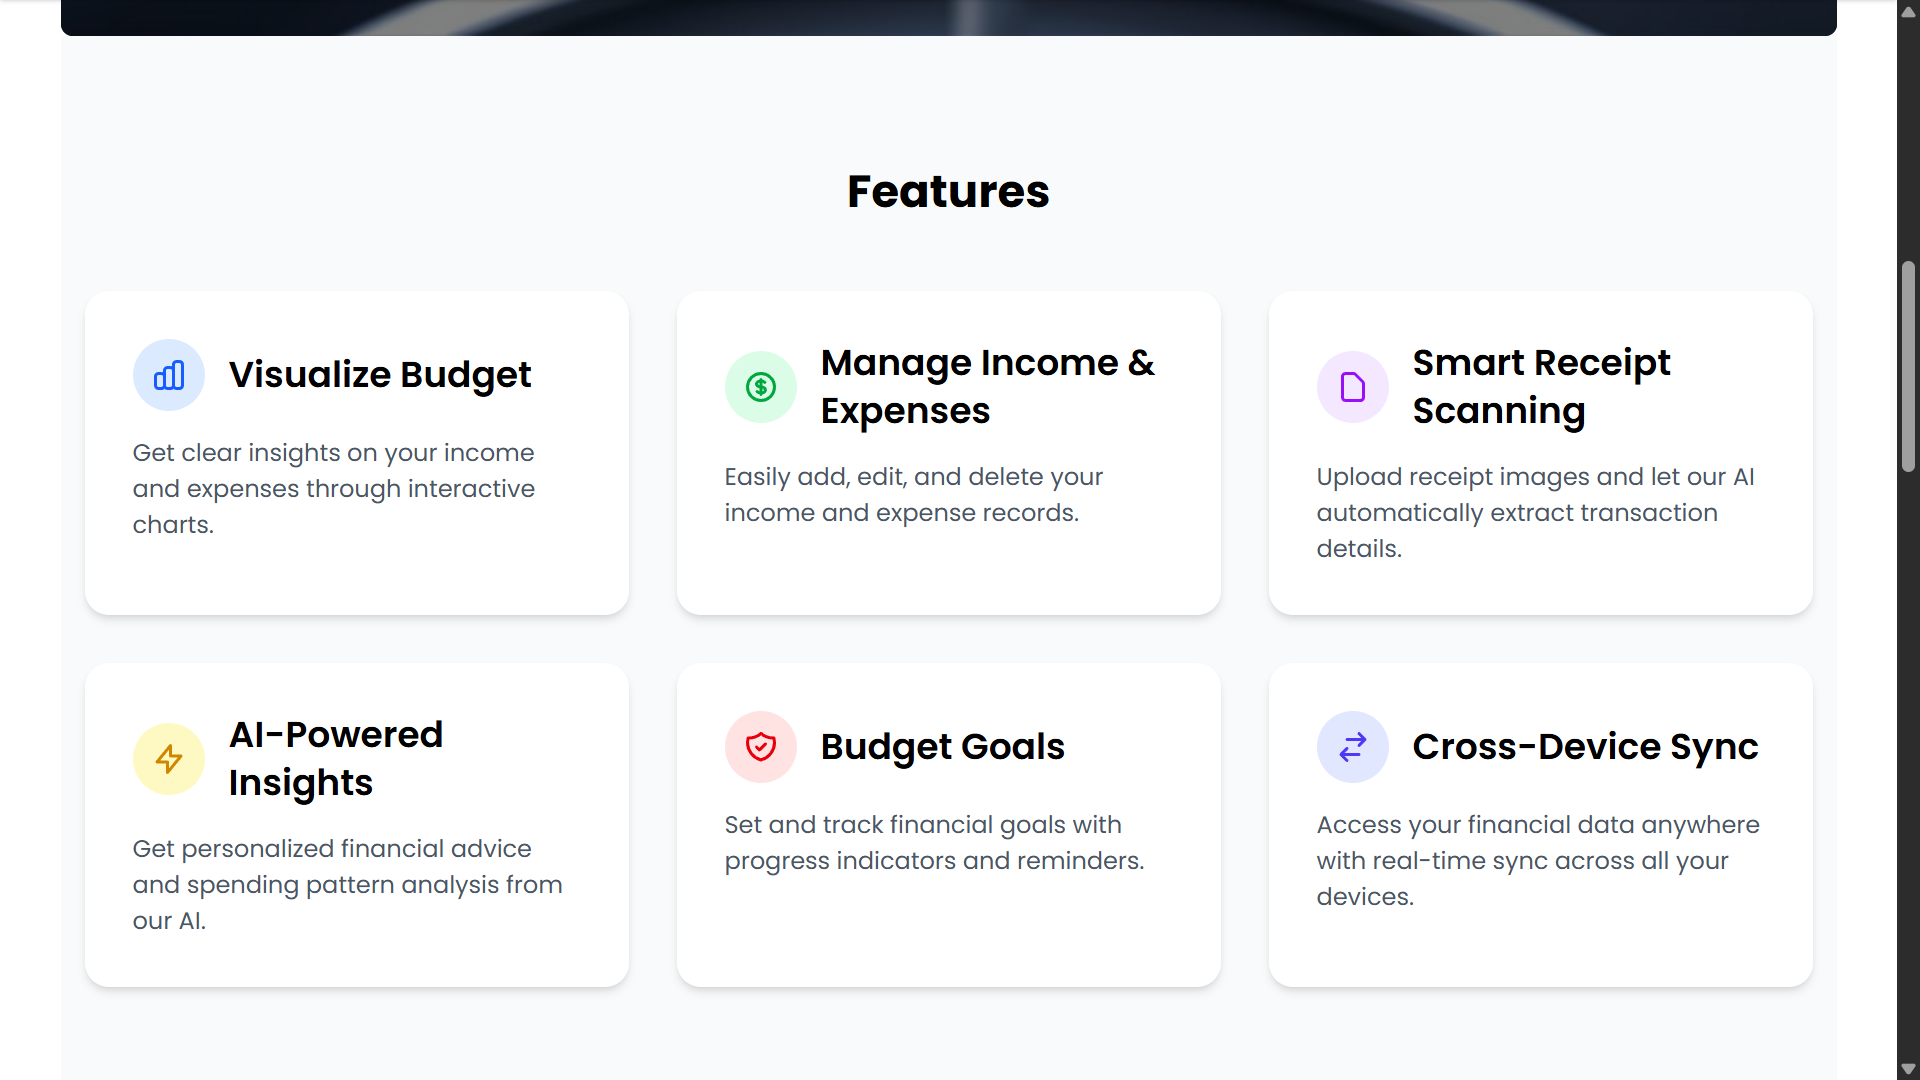 Features
Visualize Budget
Get clear insights on your income
and expenses through interactive
charts.
Manage Income &
Expenses
Easily add, edit, and delete your
income and expense records.
Smart Receipt
Scanning
Upload receipt images and let our AI
automatically extract transaction
details.
AI-Powered
Insights
Get personalized financial advice
and spending pattern analysis from
our AI.
Budget Goals
Set and track financial goals with
progress indicators and reminders.
Cross-Device Sync
Access your financial data anywhere
with real-time sync across all your
devices.